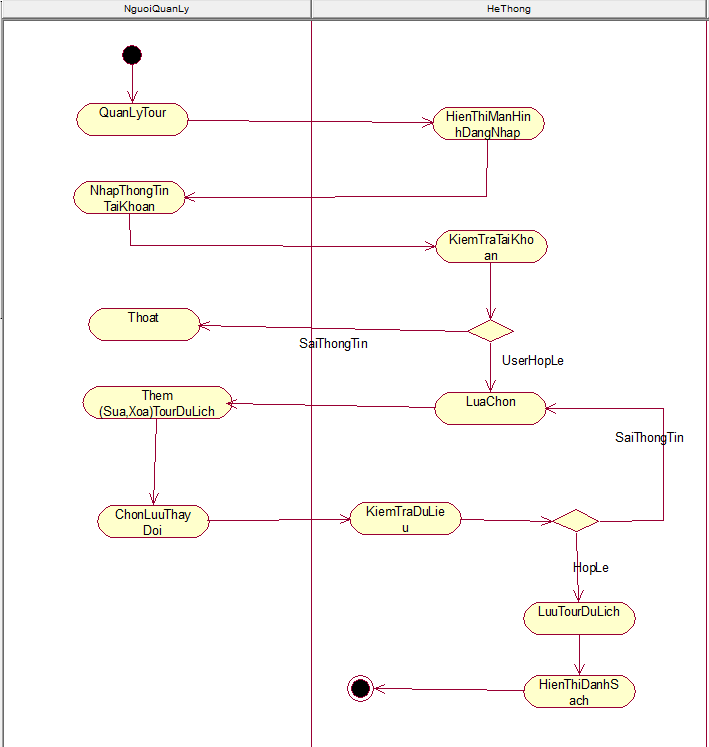 NguoiQuanLy
HeThong
QuanLyTour
HienThiManHin
hDangNhap
NhapThongTin
TaiKhoan
KiemTraTaiKho
an
Thoat
SaiThongTin
UserHopLe
Them
(Sua,Xoa)TourDuLich
LuaChon
SaiThongTin
ChonLuuThay
Doi
KiemTraDuLie
u
HopLe
LuuTourDuLich
HienThiDanhS
ach